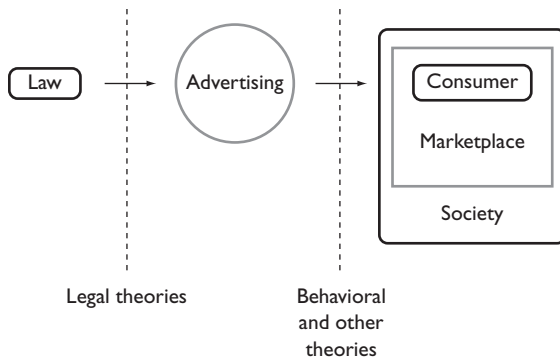 Law
Advertising
Consumer
Marketplace
Society
Legal theories
Behavioral
and other
theories